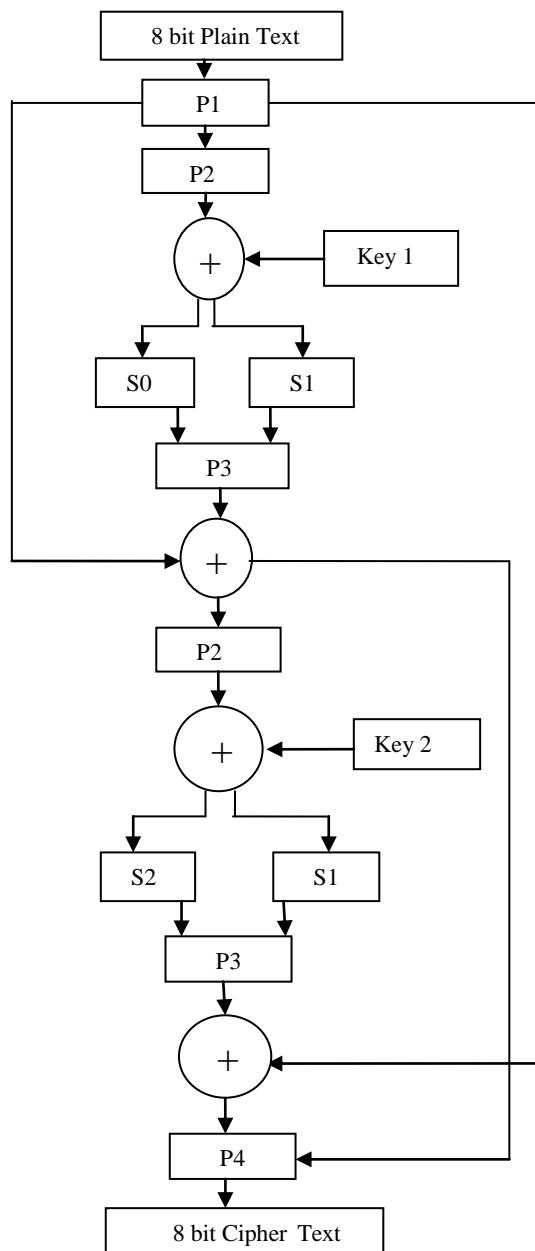 8 bit Plain Text
P1
P2
+
Key 1
S0
S1
P3
+
P2
+
Key 2
S2
S1
P3
+
P4
8 bit Cipher Text